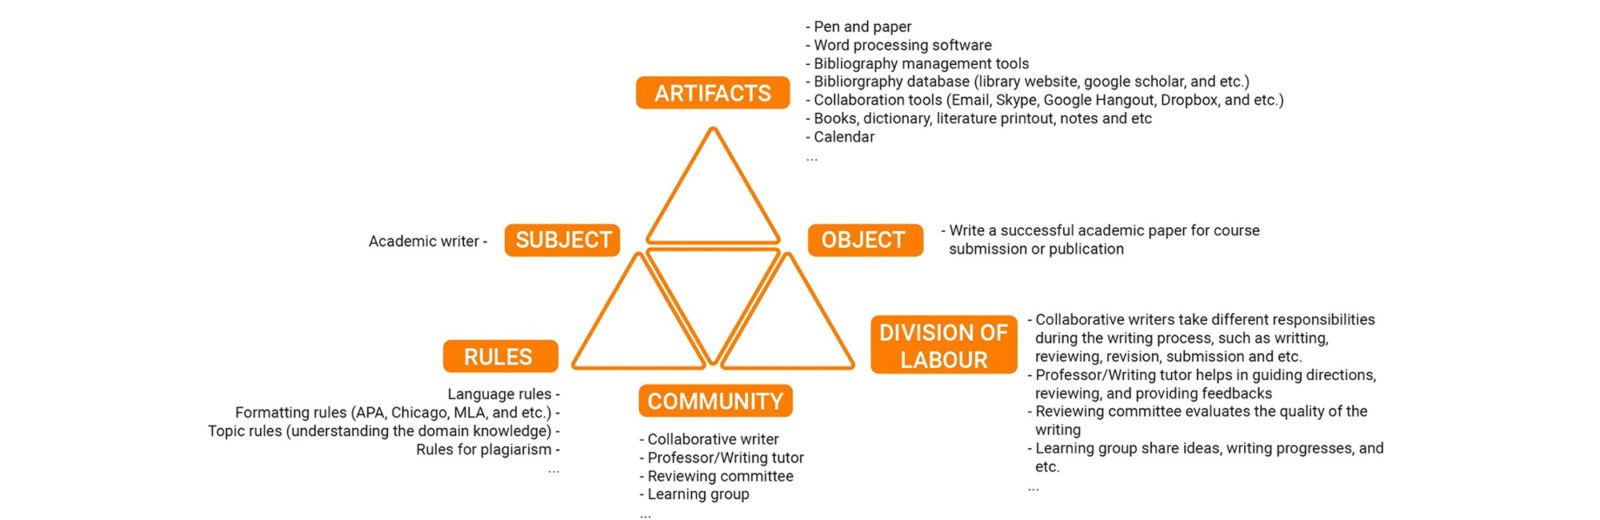 - Pen and paper
- Word processing software
- Bibliography management tools
- Bibliorgraphy database (library website, google scholar, and etc.)
- Collaboration tools (Email, Skype, Google Hangout, Dropbox, and etc.)
- Books, dictionary, literature printout, notes and etc
- Calendar
...
ARTIFACTS
Academic writer -
SUBJECT
OBJECT
- Write a successful academic paper for course
submission or publication
RULES
Language rules -
Formatting rules (APA, Chicago, MLA, and etc.) -
Topic rules (understanding the domain knowledge) -
Rules for plagiarism -
...
COMMUNITY
- Collaborative writer
- Professor/Writing tutor
- Reviewing committee
- Learning group
...
DIVISION OF
LABOUR
- Collaborative writers take different responsibilities
during the writing process, such as writting,
reviewing, revision, submission and etc.
- Professor/Writing tutor helps in guiding directions,
reviewing, and providing feedbacks
- Reviewing committee evaluates the quality of the
writing
- Learning group share ideas, writing progresses, and
etc.
...